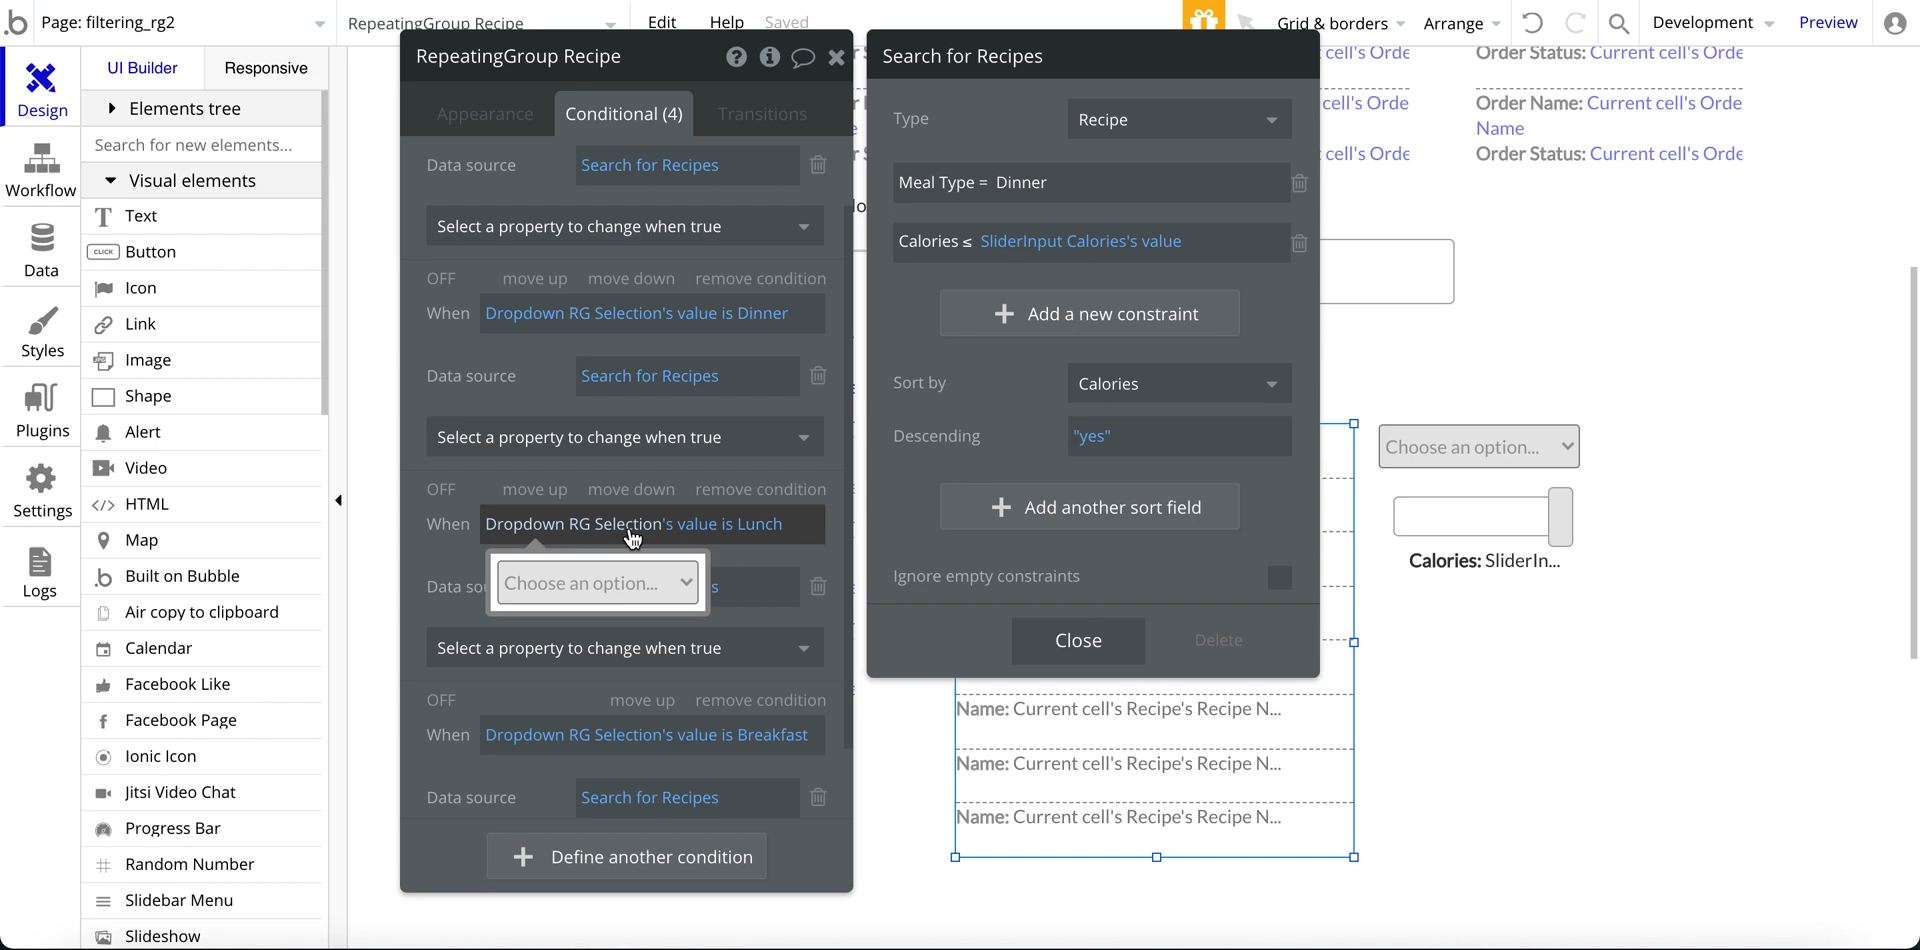 b Page: filtering_rg2
RepeatingGroup Recipe
Edit
Help
Saved
Grid & borders
Arrange
Development
Preview
Design
Workflow
Data
Styles
Plugins
Settings
Logs
UI Builder
Responsive
Elements tree
Search for new elements...
Visual elements
Text
CLICK Button
Icon
Link
Image
Shape
Alert
Video
</> HTML
Map
Built on Bubble
Air copy to clipboard
Calendar
Facebook Like
Facebook Page
Ionic Icon
Jitsi Video Chat
Progress Bar
Random Number
Slidebar Menu
Slideshow
RepeatingGroup Recipe
Appearance
Conditional (4)
Transitions
Data source
Search for Recipes
Select a property to change when true
OFF
move up
move down
remove condition
When
Dropdown RG Selection's value is Dinner
Data source
Search for Recipes
Select a property to change when true
OFF
move up
move down
remove condition
When
Dropdown RG Selection's value is Lunch
Choose an option...
Data sou
s
Select a property to change when true
OFF
move up
remove condition
When
Dropdown RG Selection's value is Breakfast
Data source
Search for Recipes
Define another condition
Search for Recipes
Type
Recipe
Meal Type = Dinner
Calories ≤ SliderInput Calories's value
Add a new constraint
Sort by
Calories
Descending
"yes"
Add another sort field
Ignore empty constraints
Close
Delete
cell's Orde
cell's Orde
cell's Orde
Order Status: Current cell's Orde
Order Name: Current cell's Orde
Name
Order Status: Current cell's Orde
Choose an option...
Calories: SliderIn...
Name: Current cell's Recipe's Recipe N...
Name: Current cell's Recipe's Recipe N...
Name: Current cell's Recipe's Recipe N...